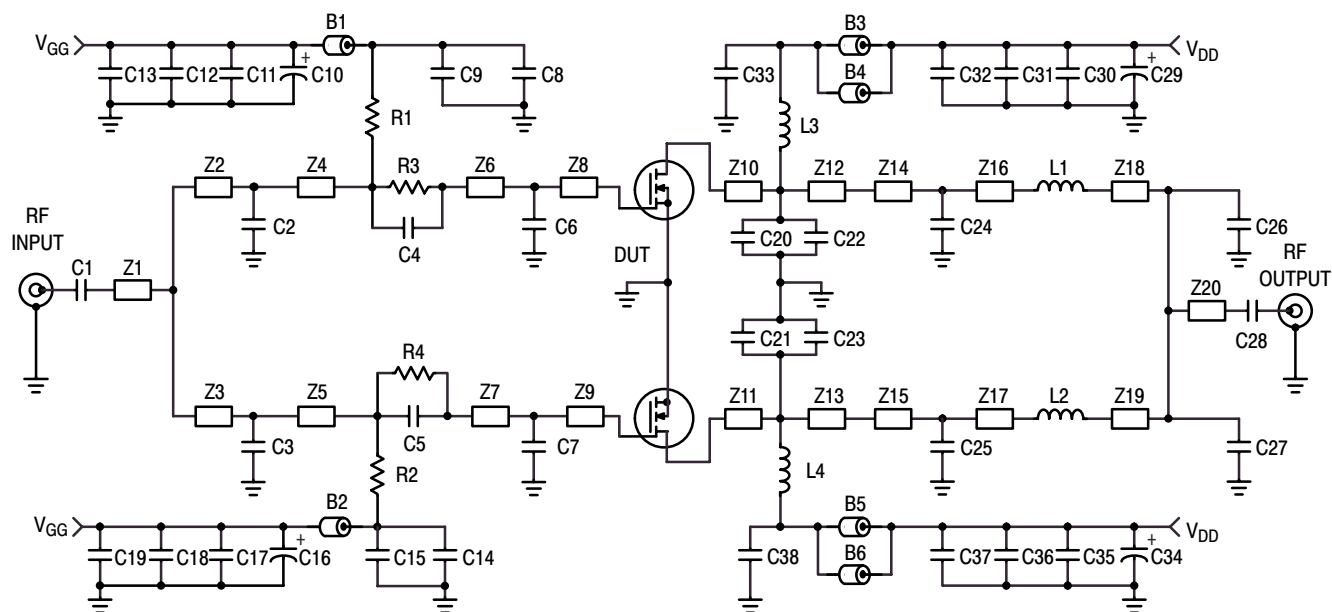 B1
B3
V_GG
V_DD
C13
C12
C11
+
C10
C9
C8
C33
B4
C32
C31
C30
+
C29
R1
L3
Z2
Z4
R3
Z6
Z8
Z10
Z12
Z14
Z16
L1
Z18
RF
INPUT
C2
C4
C6
DUT
C20
C22
C24
C26
RF
OUTPUT
C1
Z1
Z20
C28
C21
C23
R4
Z3
Z5
Z7
Z9
Z11
Z13
Z15
Z17
L2
Z19
C3
C5
C7
C25
C27
R2
L4
B2
B5
V_GG
V_DD
C19
C18
C17
+
C16
C15
C14
C38
B6
C37
C36
C35
+
C34